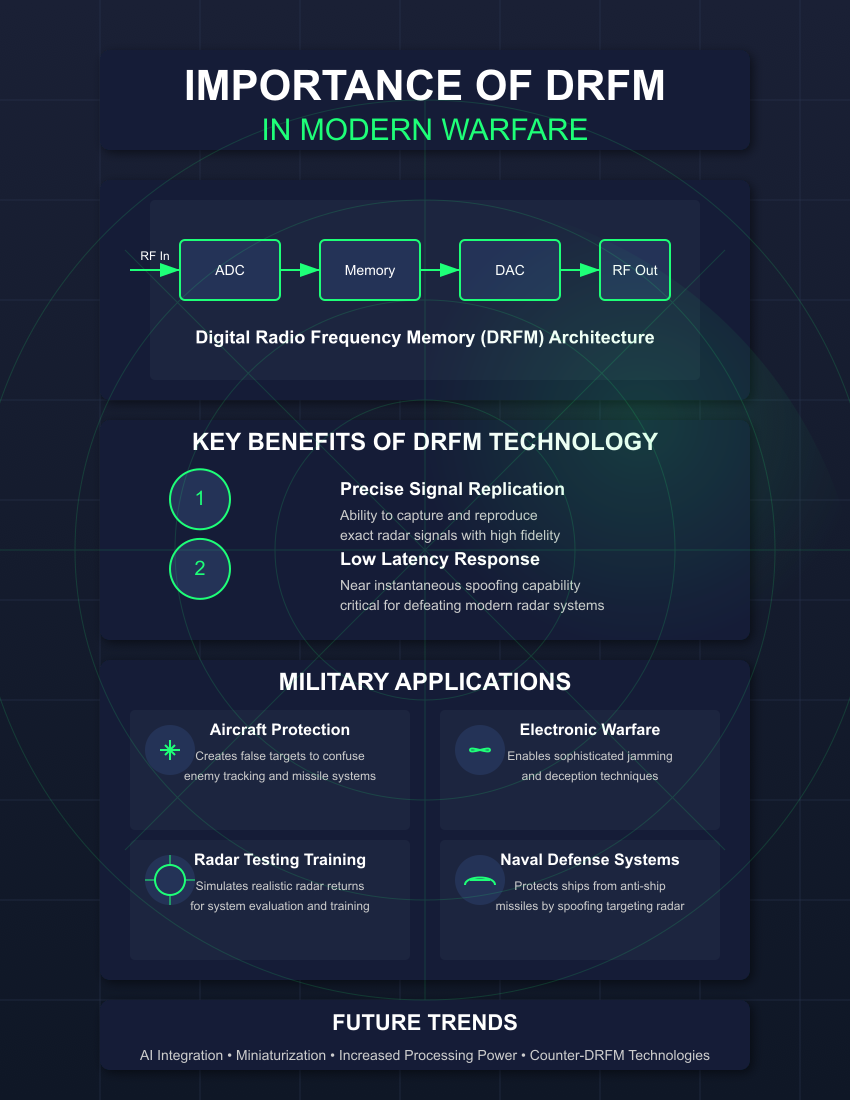 IMPORTANCE OF DRFM
IN MODERN WARFARE
RF In
ADC
Memory
DAC
RF Out
Digital Radio Frequency Memory (DRFM) Architecture
KEY BENEFITS OF DRFM TECHNOLOGY
1
Precise Signal Replication
Ability to capture and reproduce
exact radar signals with high fidelity
2
Low Latency Response
Near instantaneous spoofing capability
critical for defeating modern radar systems
MILITARY APPLICATIONS
Aircraft Protection
Creates false targets to confuse
enemy tracking and missile systems
Electronic Warfare
Enables sophisticated jamming
and deception techniques
Radar Testing Training
Simulates realistic radar returns
for system evaluation and training
Naval Defense Systems
Protects ships from anti-ship
missiles by spoofing targeting radar
FUTURE TRENDS
AI Integration • Miniaturization • Increased Processing Power • Counter-DRFM Technologies